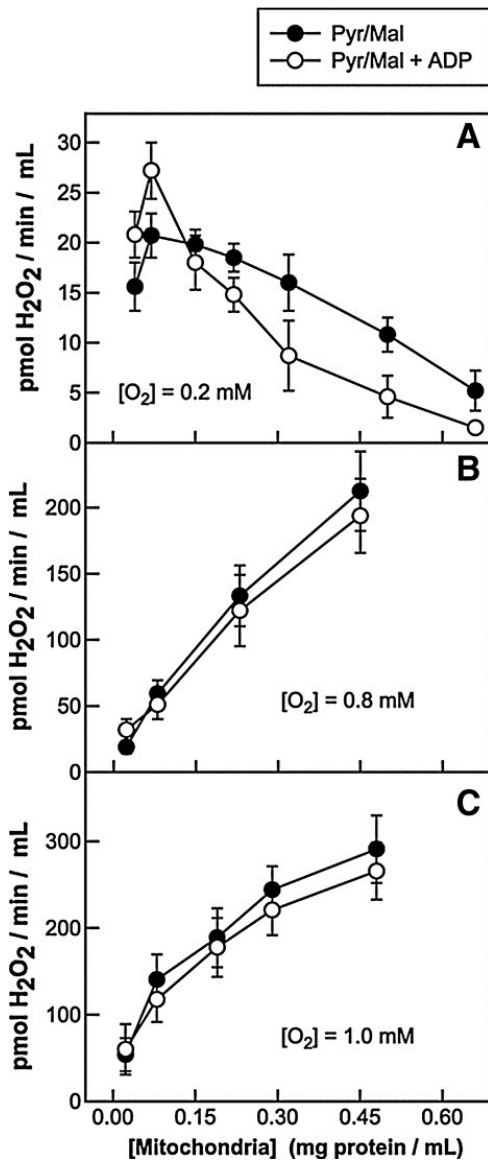 Pyr/Mal
Pyr/Mal + ADP
A
30
25
20
15
10
5
0
pmol H₂O₂ / min / mL
[O₂] = 0.2 mM
B
200
150
100
50
0
pmol H₂O₂ / min / mL
[O₂] = 0.8 mM
C
300
200
100
0
pmol H₂O₂ / min / mL
[O₂] = 1.0 mM
0.00 0.15 0.30 0.45 0.60
[Mitochondria] (mg protein / mL)